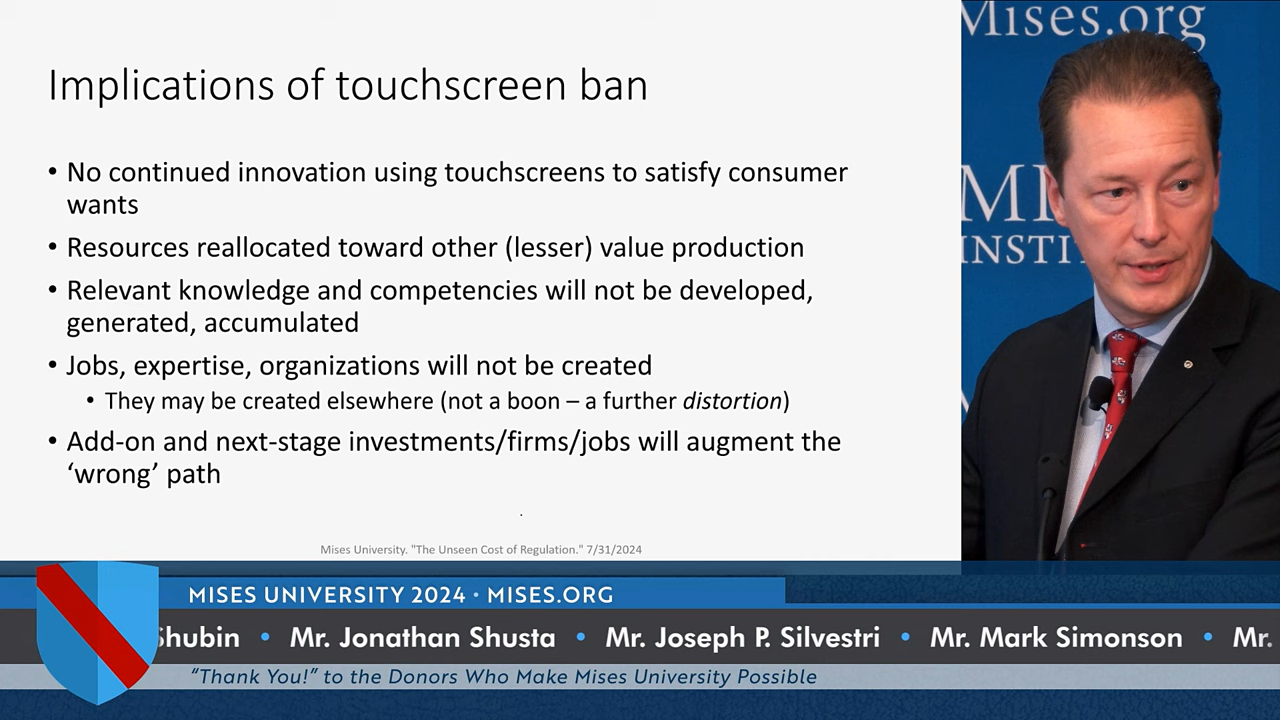 Implications of touchscreen ban
• No continued innovation using touchscreens to satisfy consumer
wants
• Resources reallocated toward other (lesser) value production
• Relevant knowledge and competencies will not be developed,
generated, accumulated
• Jobs, expertise, organizations will not be created
• They may be created elsewhere (not a boon – a further distortion)
• Add-on and next-stage investments/firms/jobs will augment the
‘wrong’ path
.
Mises University. "The Unseen Cost of Regulation." 7/31/2024
Mises.org
MI
INSTI
MISES UNIVERSITY 2024 • MISES.ORG
Shubin • Mr. Jonathan Shusta • Mr. Joseph P. Silvestri • Mr. Mark Simonson • Mr.
“Thank You!” to the Donors Who Make Mises University Possible